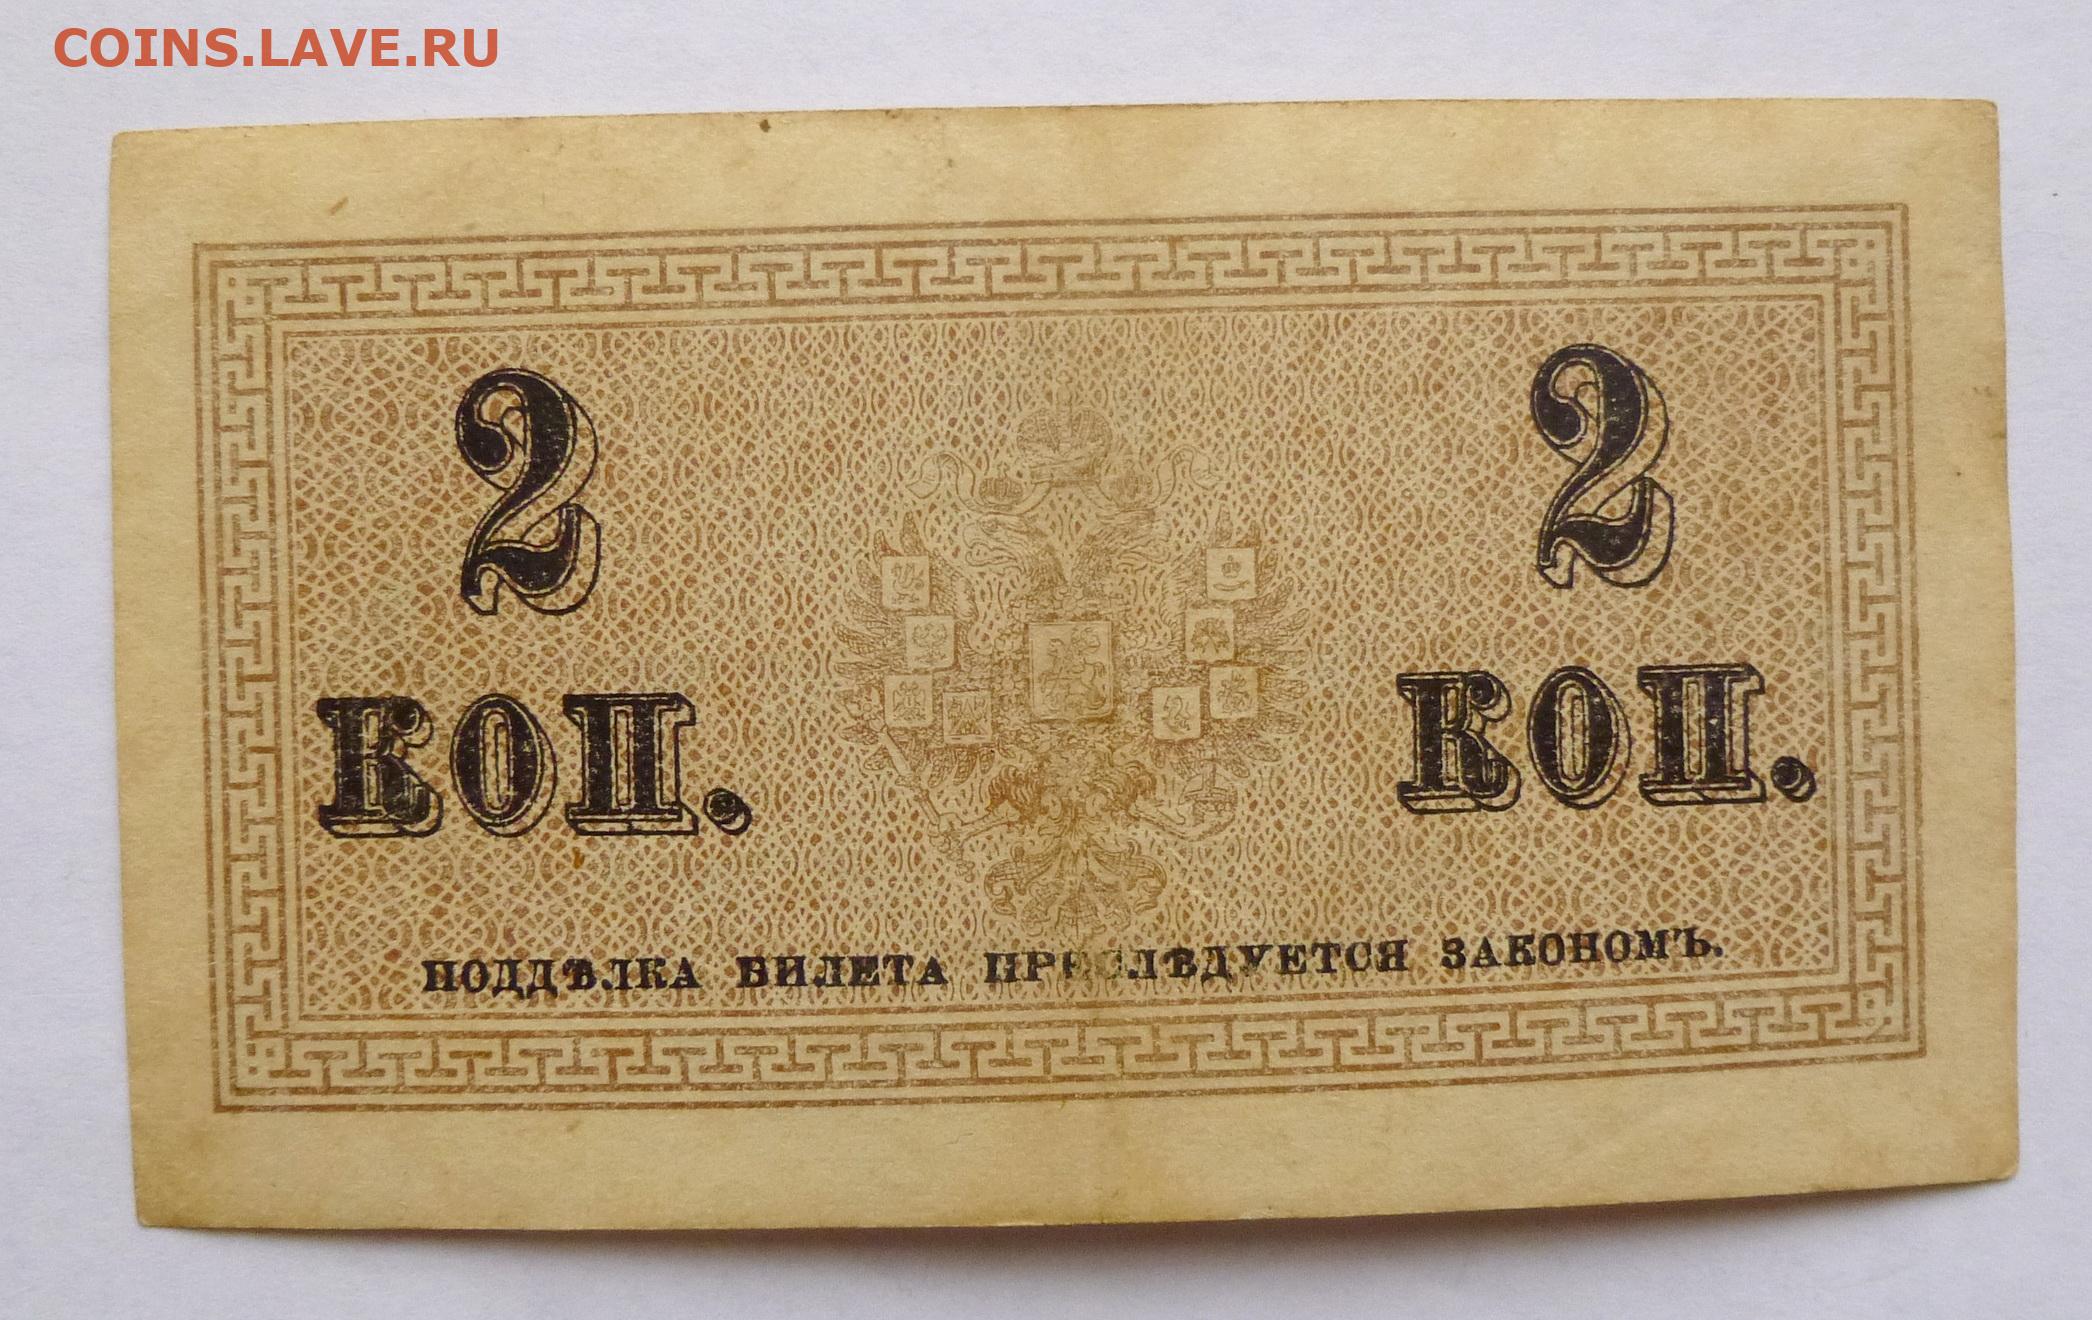 COINS.LAVE.RU
2 2
КОП. КОП.
ПОДДѢЛКА БИЛЕТА ПРЕСЛѢДУЕТСЯ ЗАКОНОМЪ.